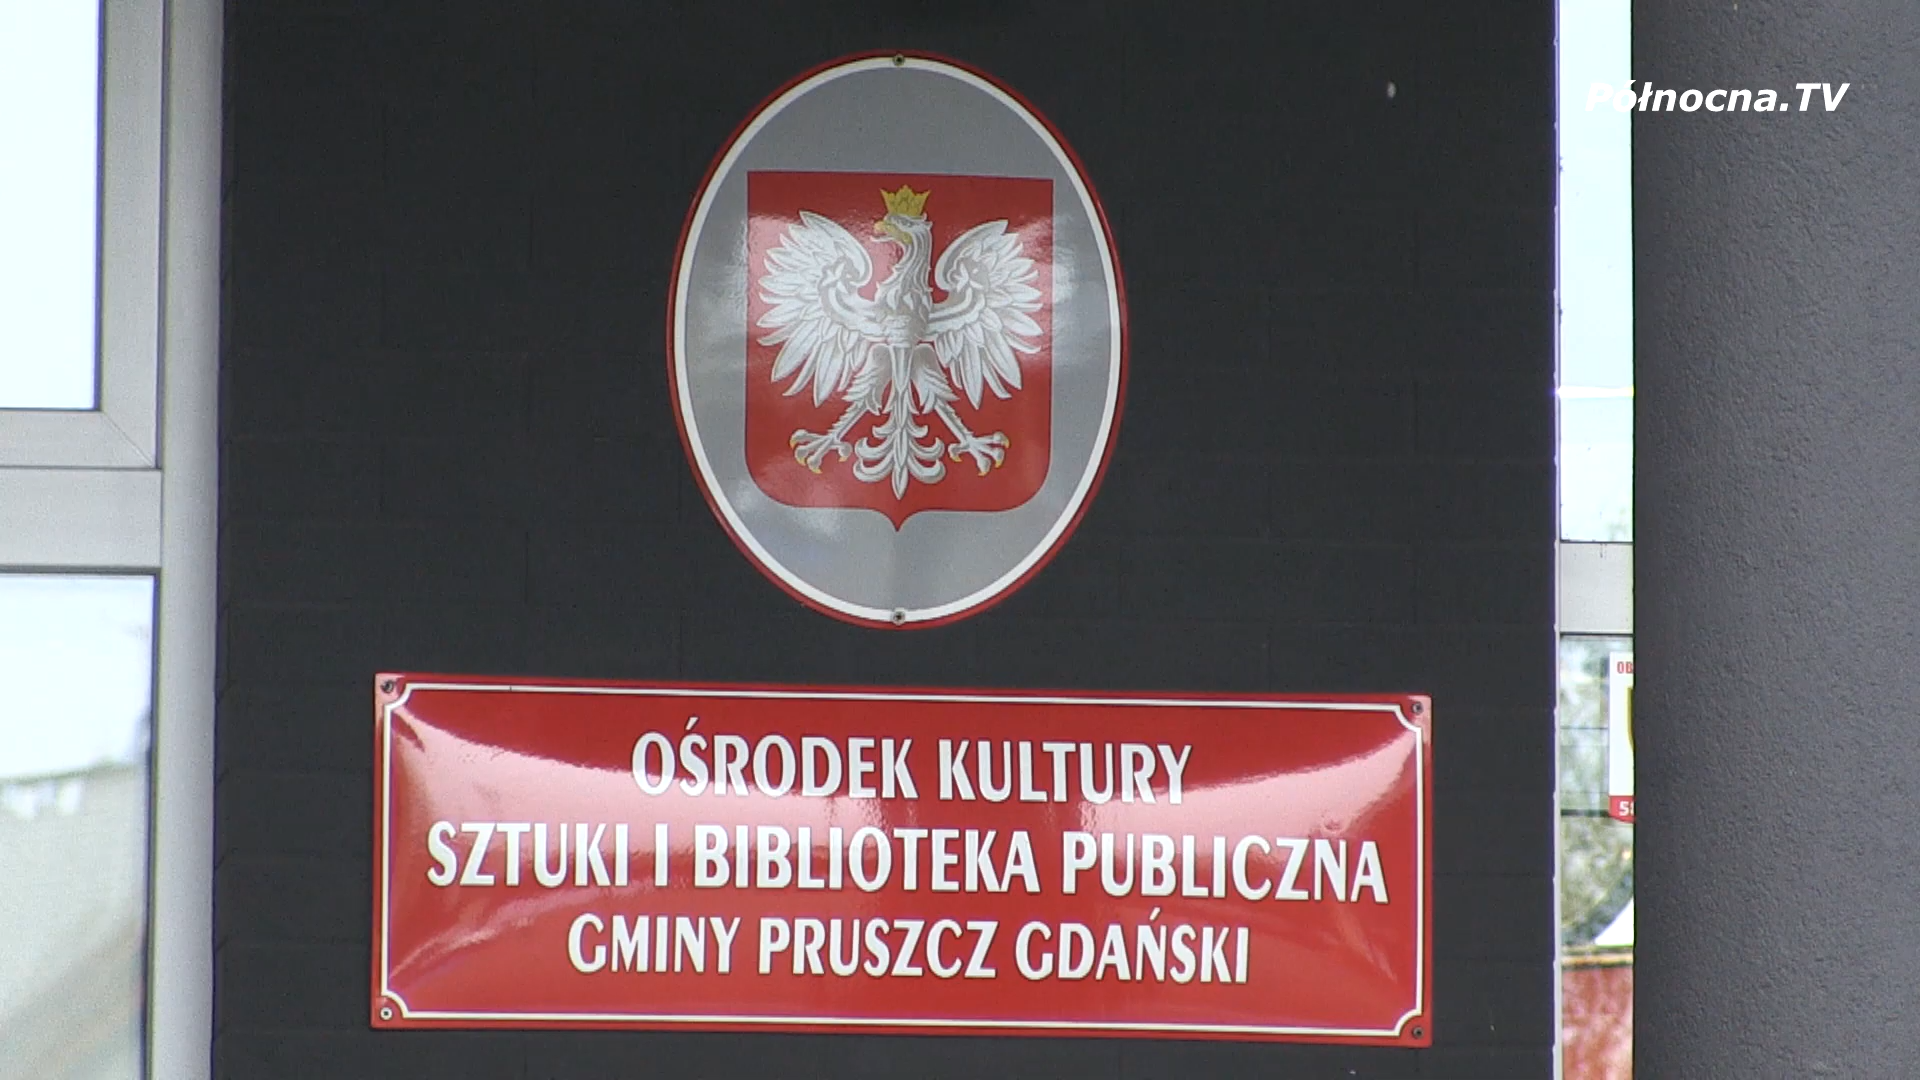 Północna.TV
OŚRODEK KULTURY
SZTUKI I BIBLIOTEKA PUBLICZNA
GMINY PRUSZCZ GDAŃSKI